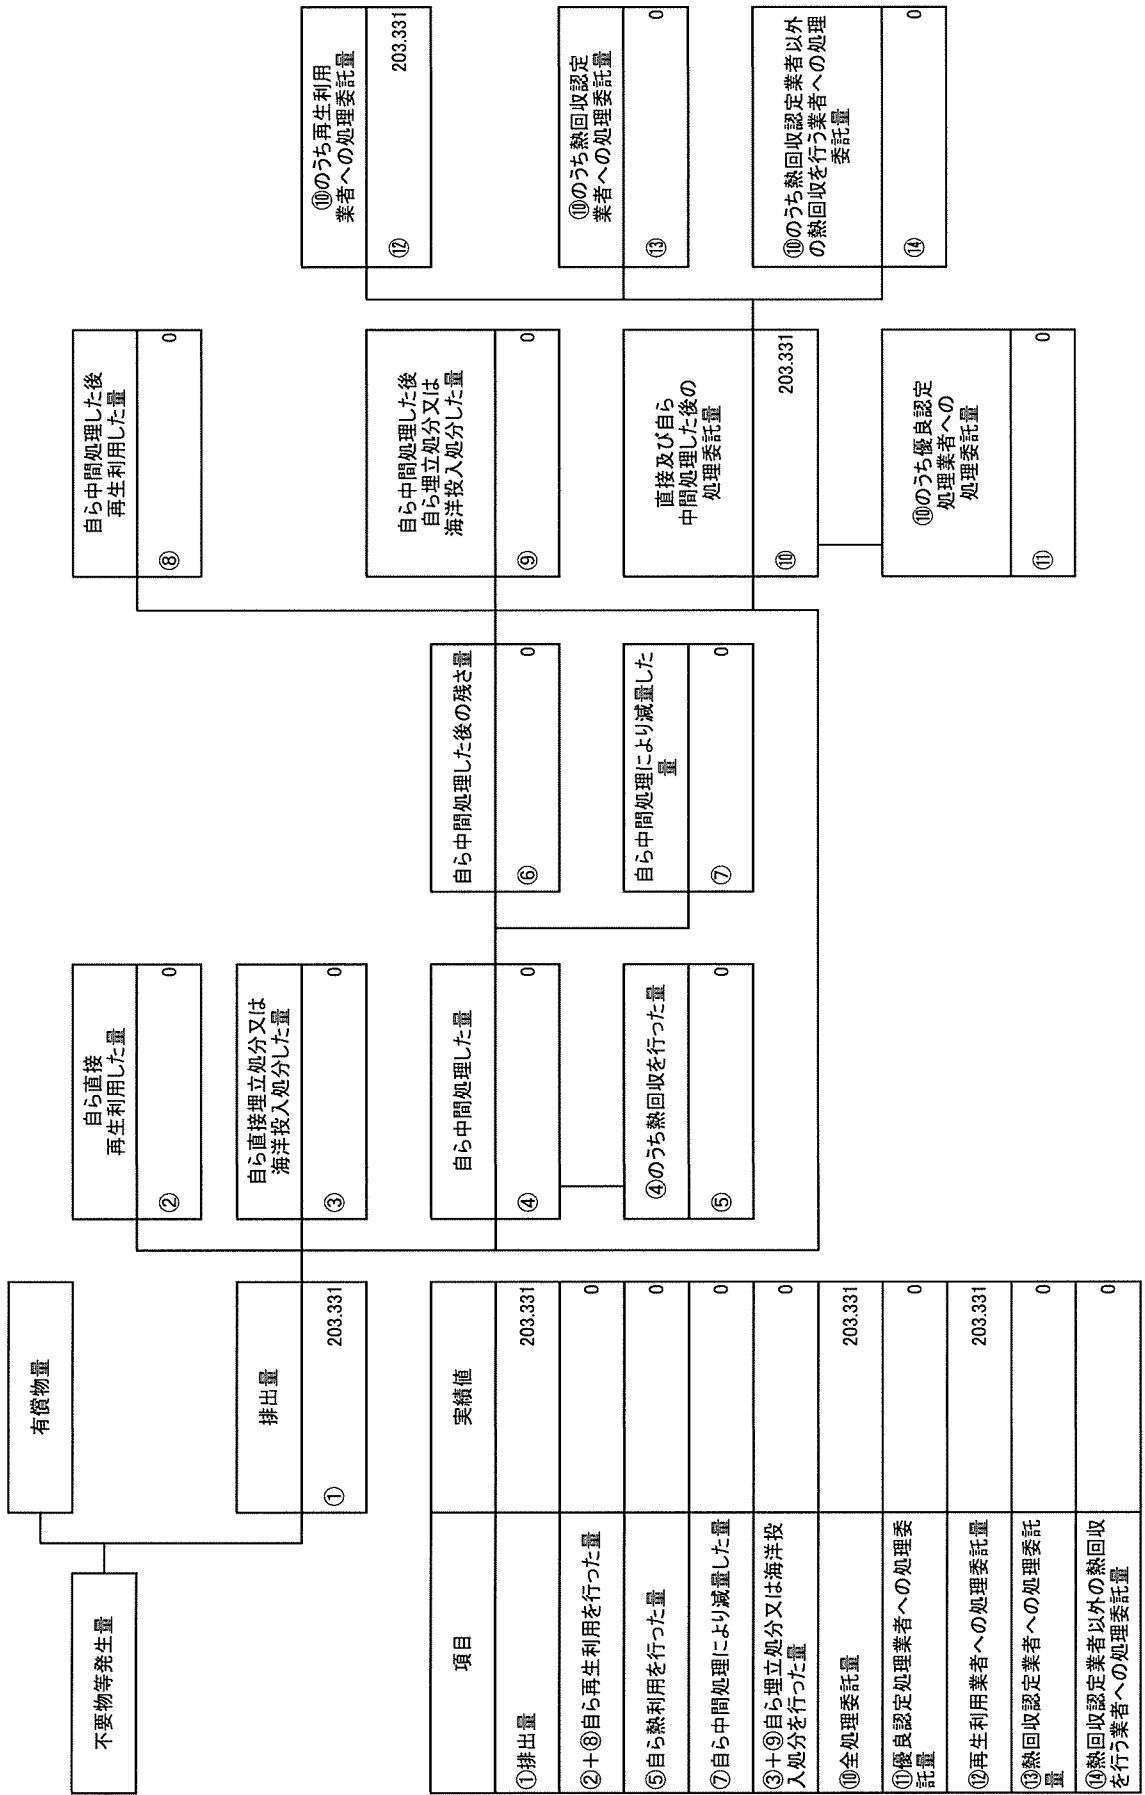 不要物等発生量
有償物量
排出量
① 203.331
自ら直接
再生利用した量
② 0
自ら直接埋立処分又は
海洋投入処分した量
③ 0
自ら中間処理した量
④ 0
④のうち熱回収を行った量
⑤ 0
自ら中間処理した後の残さ量
⑥ 0
自ら中間処理により減量した
量
⑦ 0
自ら中間処理した後
再生利用した量
⑧ 0
自ら中間処理した後
自ら埋立処分又は
海洋投入処分した量
⑨ 0
直接及び自ら
中間処理した後の
処理委託量
⑩ 203.331
⑩のうち優良認定
処理業者への
処理委託量
⑪ 0
⑩のうち再生利用
業者への処理委託量
⑫ 203.331
⑩のうち熱回収認定
業者への処理委託量
⑬ 0
⑩のうち熱回収認定業者以外
の熱回収を行う業者への処理
委託量
⑭ 0
項目 実績値
①排出量 203.331
②＋⑧自ら再生利用を行った量 0
⑤自ら熱利用を行った量 0
⑦自ら中間処理により減量した量 0
③＋⑨自ら埋立処分又は海洋投
入処分を行った量 0
⑩全処理委託量 203.331
⑪優良認定処理業者への処理委
託量 0
⑫再生利用業者への処理委託量 203.331
⑬熱回収認定業者への処理委託
量 0
⑭熱回収認定業者以外の熱回収
を行う業者への処理委託量 0